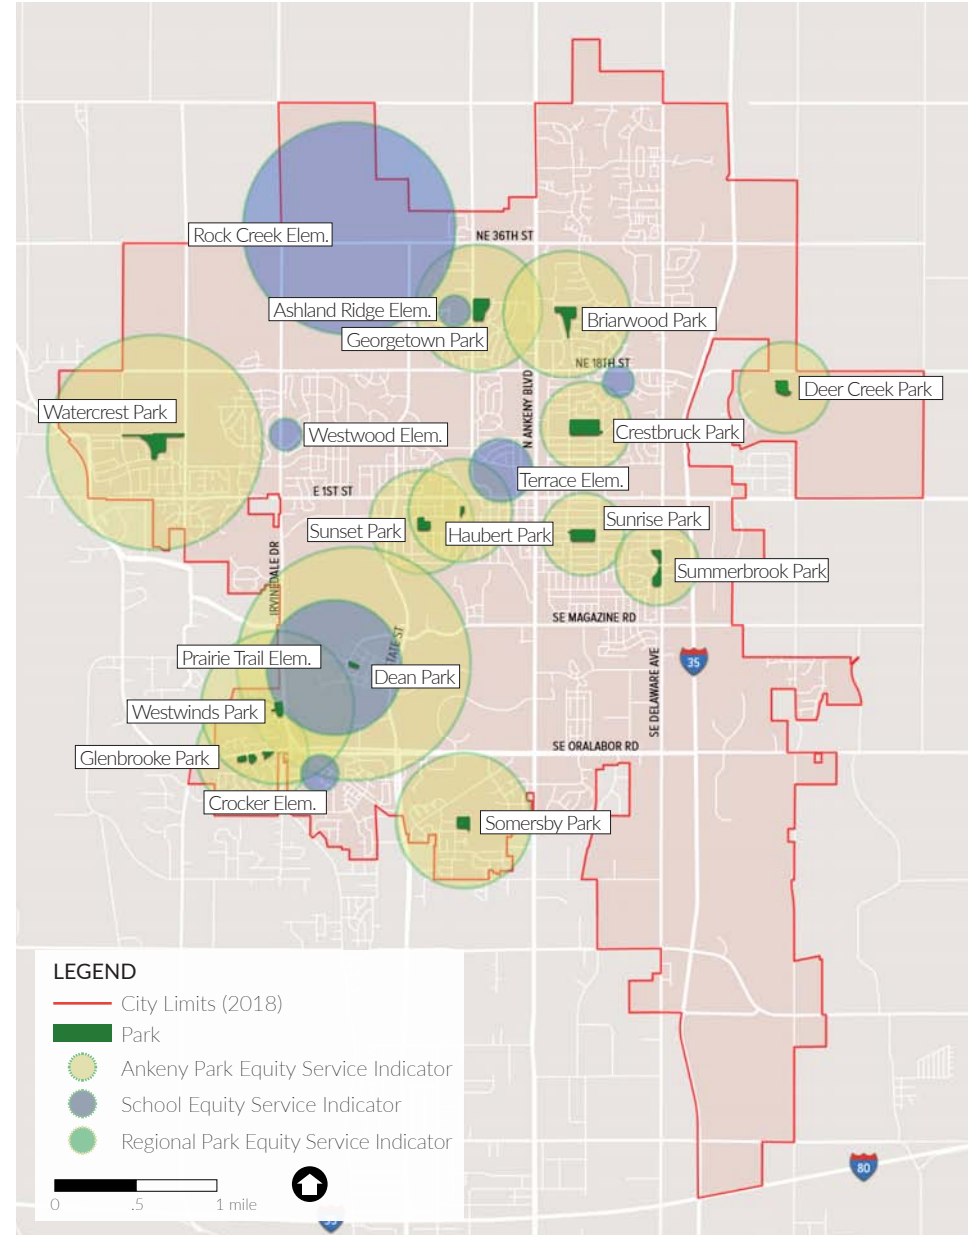 NE 36TH ST
Rock Creek Elem.
Ashland Ridge Elem.
Georgetown Park
Briarwood Park
NE 18TH ST
Deer Creek Park
Watercrest Park
N ANKENY BLVD
Westwood Elem.
Crestbruck Park
Terrace Elem.
E 1ST ST
Sunset Park
Haubert Park
Sunrise Park
Summerbrook Park
IRVINEDALE DR
SE MAGAZINE RD
Prairie Trail Elem.
TATE ST
Dean Park
35
SE DELAWARE AVE
Westwinds Park
Glenbrooke Park
SE ORALABOR RD
Crocker Elem.
Somersby Park
LEGEND
City Limits (2018)
Park
Ankeny Park Equity Service Indicator
School Equity Service Indicator
Regional Park Equity Service Indicator
0 .5 1 mile
80